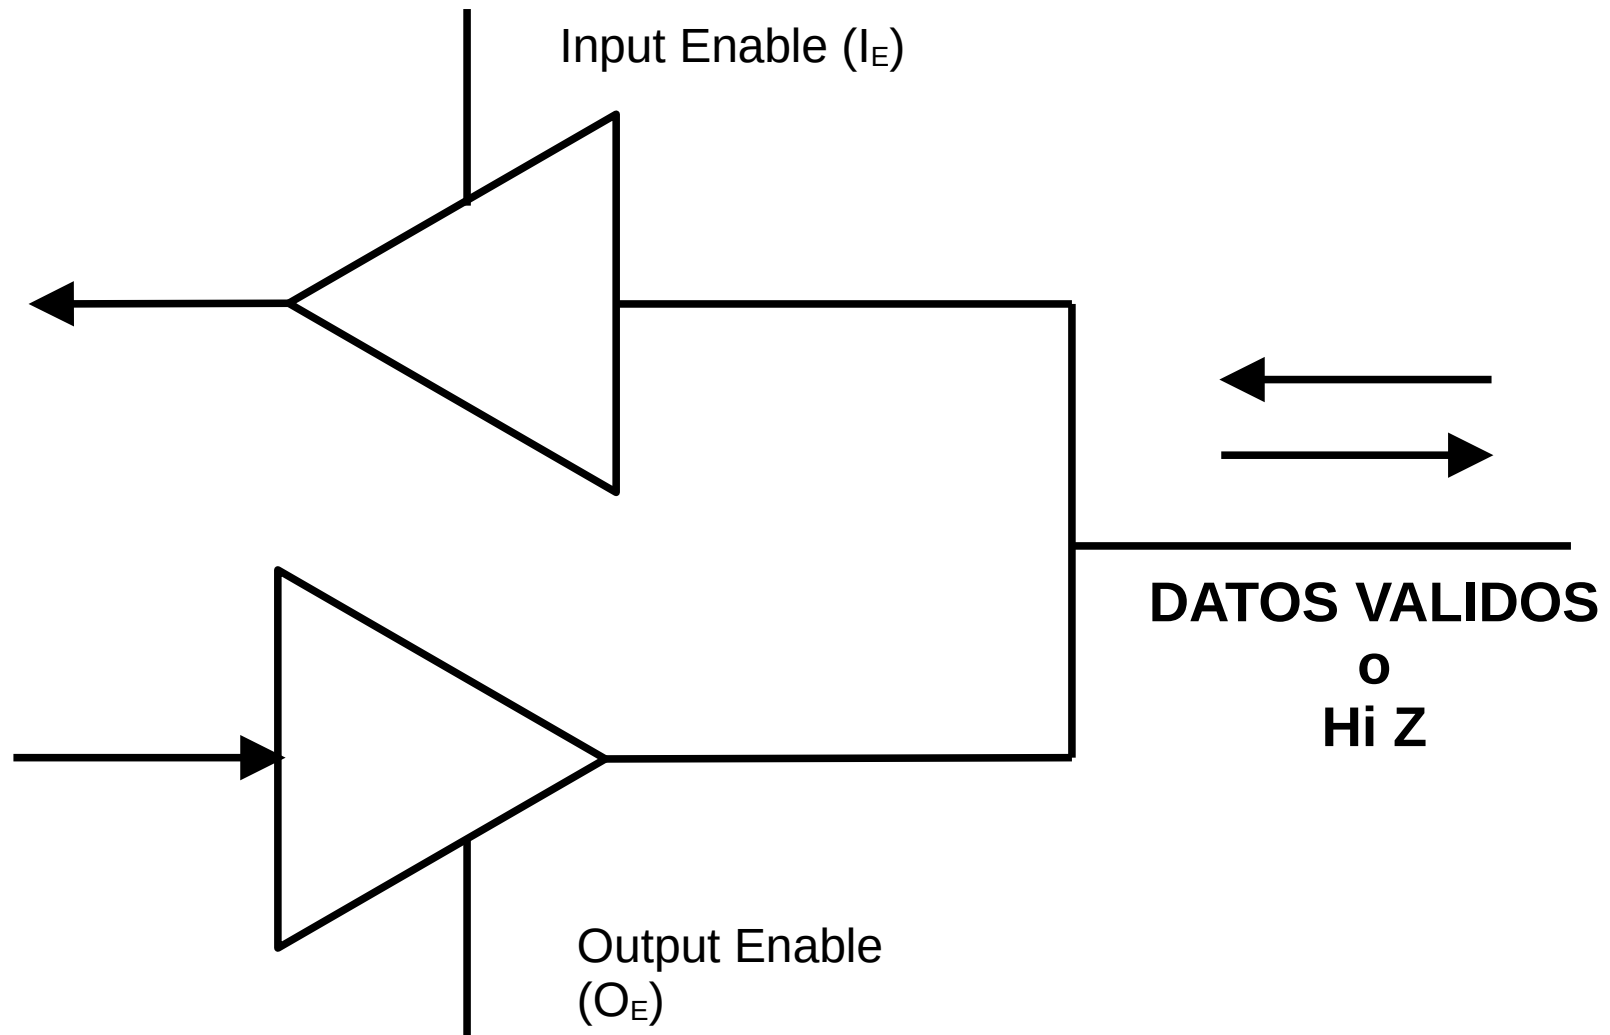 Input Enable (IE)
DATOS VALIDOS
o
Hi Z
Output Enable
(OE)